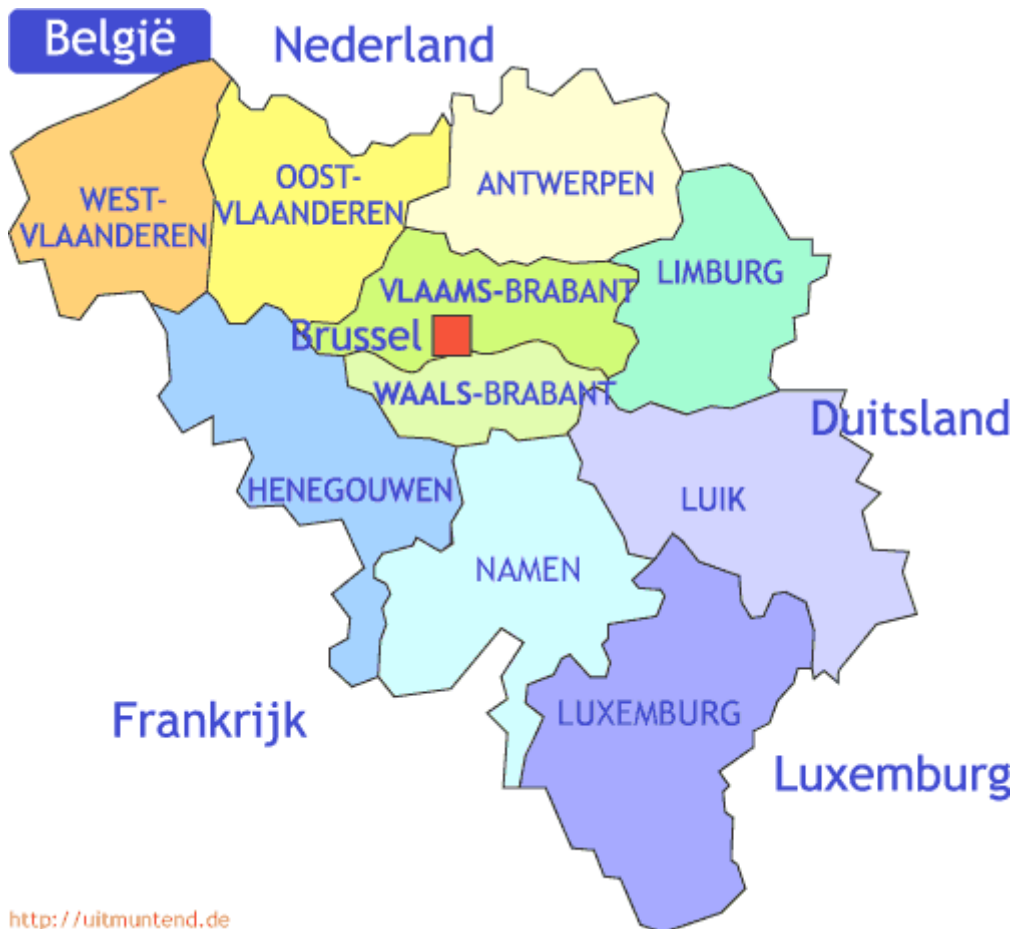 België
Nederland
WEST-
VLAANDEREN
OOST-
VLAANDEREN
ANTWERPEN
LIMBURG
VLAAMS-BRABANT
Brussel
WAALS-BRABANT
Duitsland
HENEGOUWEN
LUIK
NAMEN
Frankrijk
LUXEMBURG
Luxemburg
http://uitmuntend.de